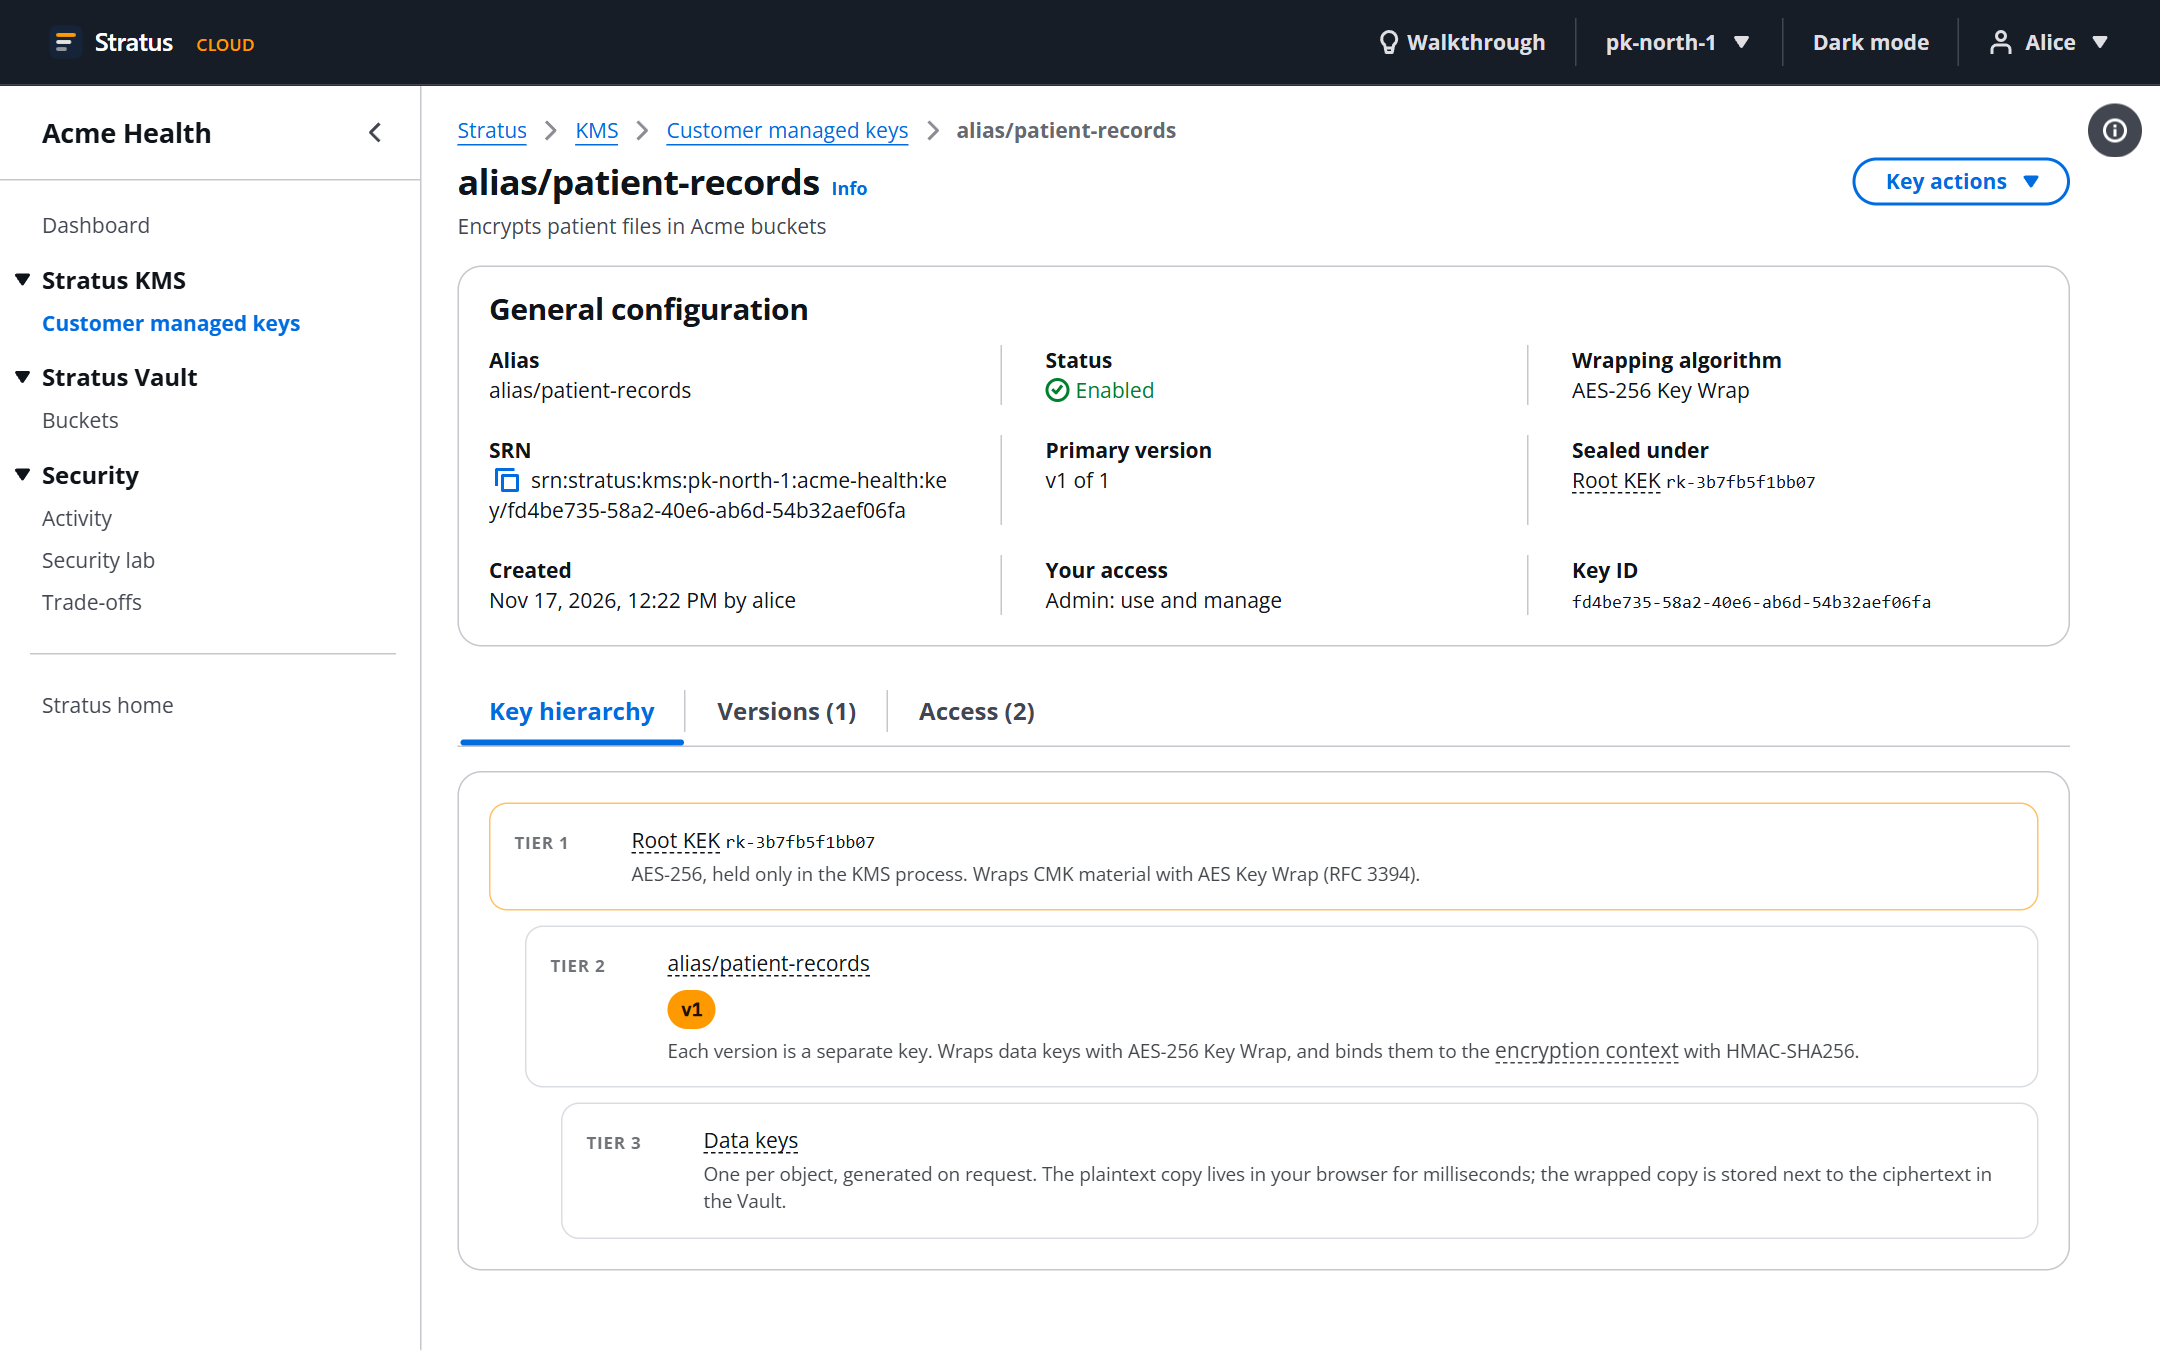 Stratus CLOUD
Walkthrough
pk-north-1
Dark mode
Alice
Acme Health
Dashboard
Stratus KMS
Customer managed keys
Stratus Vault
Buckets
Security
Activity
Security lab
Trade-offs
Stratus home
Stratus > KMS > Customer managed keys > alias/patient-records
alias/patient-records Info
Key actions
Encrypts patient files in Acme buckets
General configuration
Alias
alias/patient-records
Status
Enabled
Wrapping algorithm
AES-256 Key Wrap
SRN
srn:stratus:kms:pk-north-1:acme-health:ke
y/fd4be735-58a2-40e6-ab6d-54b32aef06fa
Primary version
v1 of 1
Sealed under
Root KEK rk-3b7fb5f1bb07
Created
Nov 17, 2026, 12:22 PM by alice
Your access
Admin: use and manage
Key ID
fd4be735-58a2-40e6-ab6d-54b32aef06fa
Key hierarchy
Versions (1)
Access (2)
TIER 1
Root KEK rk-3b7fb5f1bb07
AES-256, held only in the KMS process. Wraps CMK material with AES Key Wrap (RFC 3394).
TIER 2
alias/patient-records
v1
Each version is a separate key. Wraps data keys with AES-256 Key Wrap, and binds them to the encryption context with HMAC-SHA256.
TIER 3
Data keys
One per object, generated on request. The plaintext copy lives in your browser for milliseconds; the wrapped copy is stored next to the ciphertext in
the Vault.